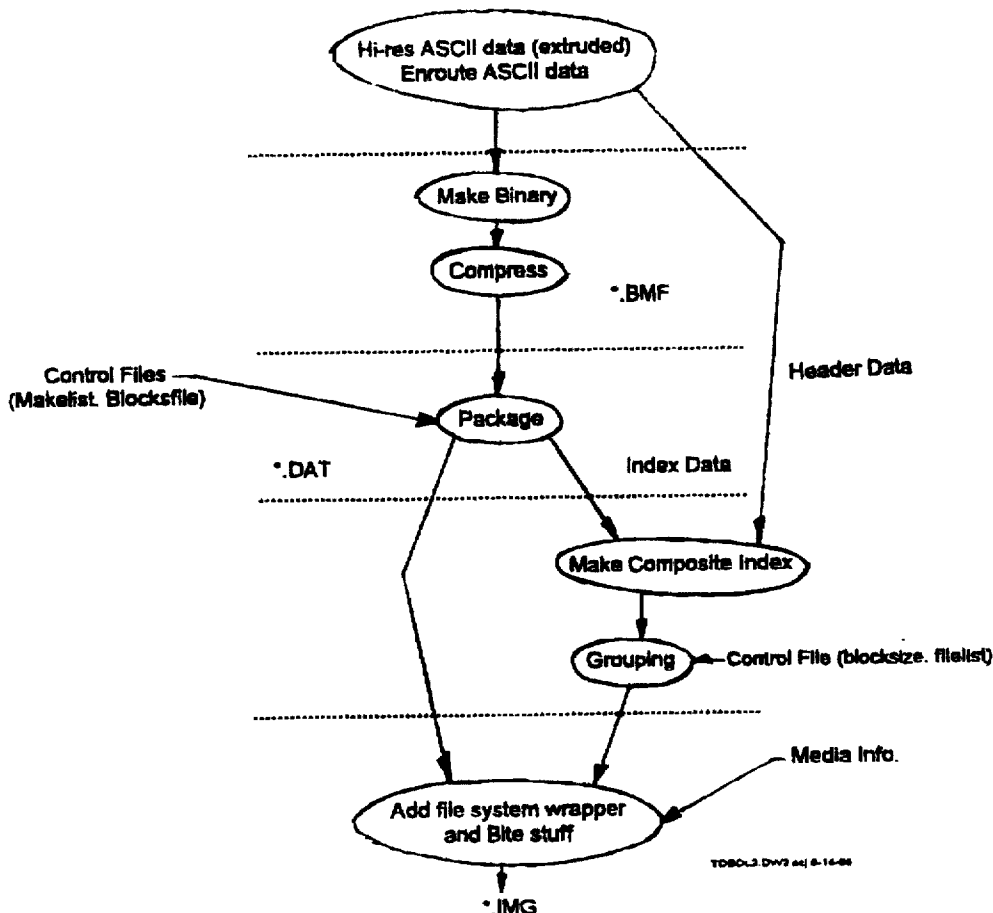 Hi-res ASCII data (extruded)
Enroute ASCII data
Make Binary
Compress
*.BMF
Control Files
(Makelist. Blocksfile)
Header Data
Package
*.DAT
Index Data
Make Composite Index
Grouping
Control File (blocksize. filelist)
Media Info.
Add file system wrapper
and Bite stuff
*.IMG